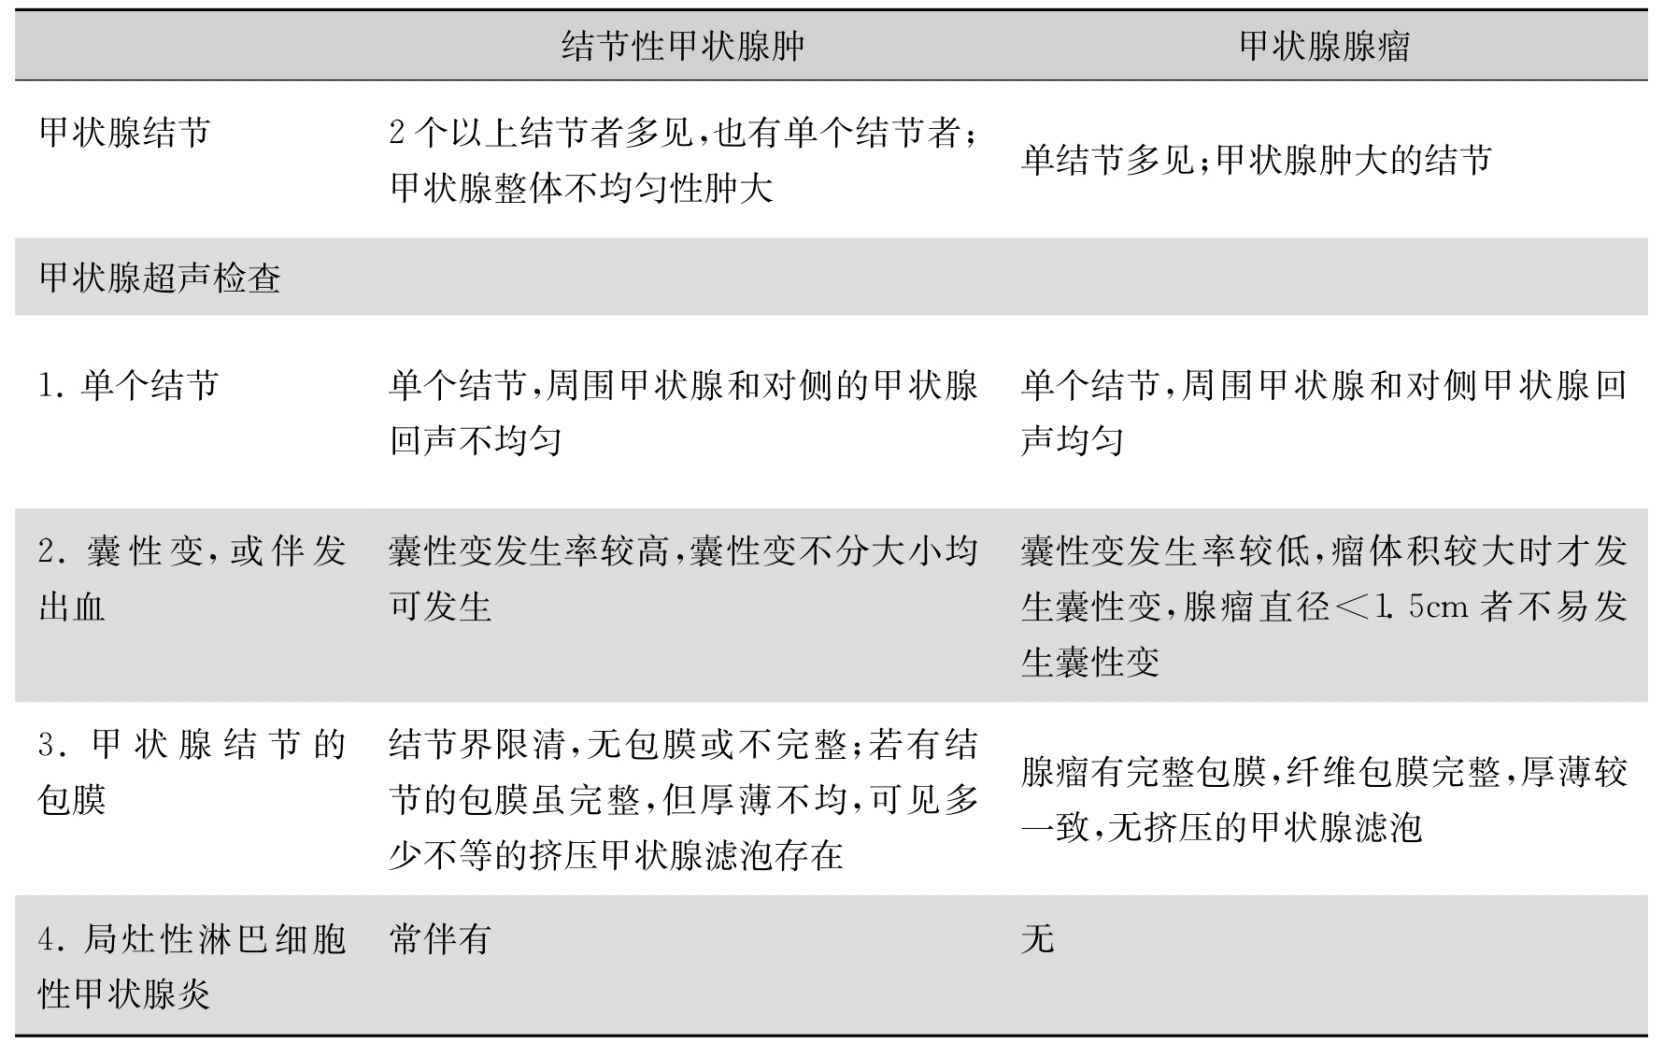 结节性甲状腺肿 甲状腺腺瘤
甲状腺结节
2个以上结节者多见,也有单个结节者;
甲状腺整体不均匀性肿大
单结节多见;甲状腺肿大的结节
甲状腺超声检查
1. 单个结节
单个结节,周围甲状腺和对侧的甲状腺
回声不均匀
单个结节,周围甲状腺和对侧甲状腺回
声均匀
2. 囊性变,或伴发
出血
囊性变发生率较高,囊性变不分大小均
可发生
囊性变发生率较低,瘤体积较大时才发
生囊性变,腺瘤直径<1.5cm者不易发
生囊性变
3. 甲状腺结节的
包膜
结节界限清,无包膜或不完整;若有结
节的包膜虽完整,但厚薄不均,可见多
少不等的挤压甲状腺滤泡存在
腺瘤有完整包膜,纤维包膜完整,厚薄较
一致,无挤压的甲状腺滤泡
4. 局灶性淋巴细胞
性甲状腺炎
常伴有
无